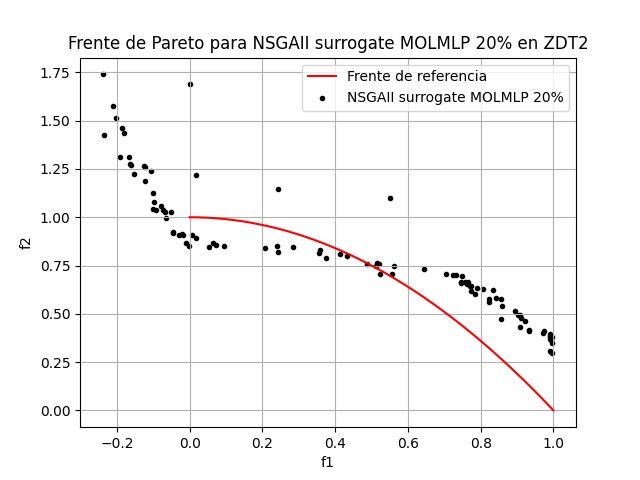 Frente de Pareto para NSGAII surrogate MOLMLP 20% en ZDT2
Frente de referencia
NSGAII surrogate MOLMLP 20%
f2
1.75
1.50
1.25
1.00
0.75
0.50
0.25
0.00
−0.2 0.0 0.2 0.4 0.6 0.8 1.0
f1